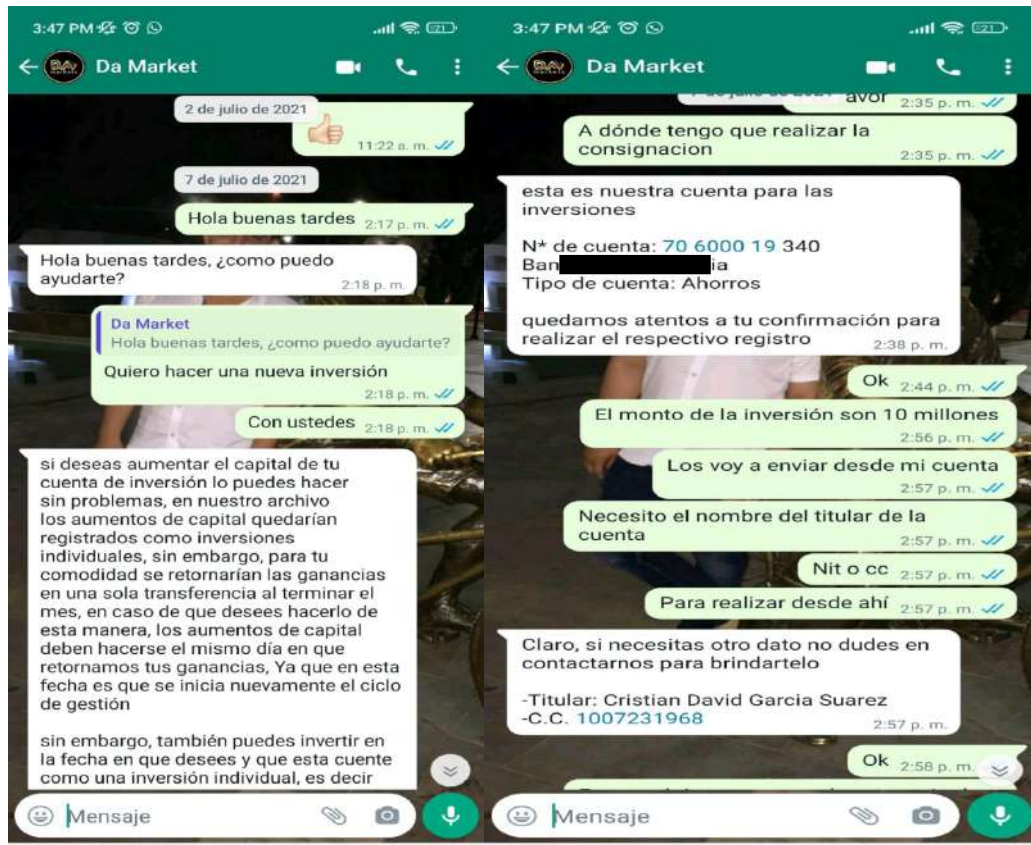 3:47 PM
21
Da Market
2 de julio de 2021
11:22 a. m.
7 de julio de 2021
Hola buenas tardes 2:17 p. m.
Hola buenas tardes, ¿como puedo
ayudarte?
2:18 p. m.
Da Market
Hola buenas tardes, ¿como puedo ayudarte?
Quiero hacer una nueva inversión
2:18 p. m.
Con ustedes 2:18 p. m.
si deseas aumentar el capital de tu
cuenta de inversión lo puedes hacer
sin problemas, en nuestro archivo
los aumentos de capital quedarían
registrados como inversiones
individuales, sin embargo, para tu
comodidad se retornarían las ganancias
en una sola transferencia al terminar el
mes, en caso de que desees hacerlo de
esta manera, los aumentos de capital
deben hacerse el mismo día en que
retornamos tus ganancias, Ya que en esta
fecha es que se inicia nuevamente el ciclo
de gestión
sin embargo, también puedes invertir en
la fecha en que desees y que esta cuente
como una inversión individual, es decir
Mensaje
3:47 PM
21
Da Market
avor 2:35 p. m.
A dónde tengo que realizar la
consignacion
2:35 p. m.
esta es nuestra cuenta para las
inversiones
N* de cuenta: 70 6000 19 340
Ban ia
Tipo de cuenta: Ahorros
quedamos atentos a tu confirmación para
realizar el respectivo registro 2:38 p. m.
Ok 2:44 p. m.
El monto de la inversión son 10 millones
2:56 p. m.
Los voy a enviar desde mi cuenta
2:57 p. m.
Necesito el nombre del titular de la
cuenta
2:57 p. m.
Nit o cc 2:57 p. m.
Para realizar desde ahí 2:57 p. m.
Claro, si necesitas otro dato no dudes en
contactarnos para brindartelo
-Titular: Cristian David Garcia Suarez
-C.C. 1007231968
2:57 p. m.
Ok 2:58 p. m.
Mensaje